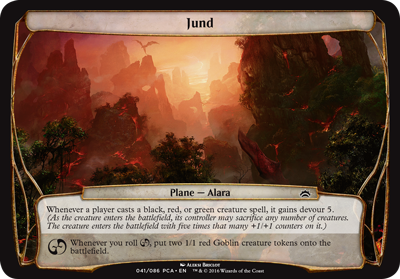 Jund
Plane — Alara
Whenever a player casts a black, red, or green creature spell, it gains devour 5.
(As the creature enters the battlefield, its controller may sacrifice any number of creatures.
The creature enters the battlefield with five times that many +1/+1 counters on it.)
Whenever you roll , put two 1/1 red Goblin creature tokens onto the
battlefield.
Aleksi Briclot
041/086 PCA • EN ™ & © 2016 Wizards of the Coast